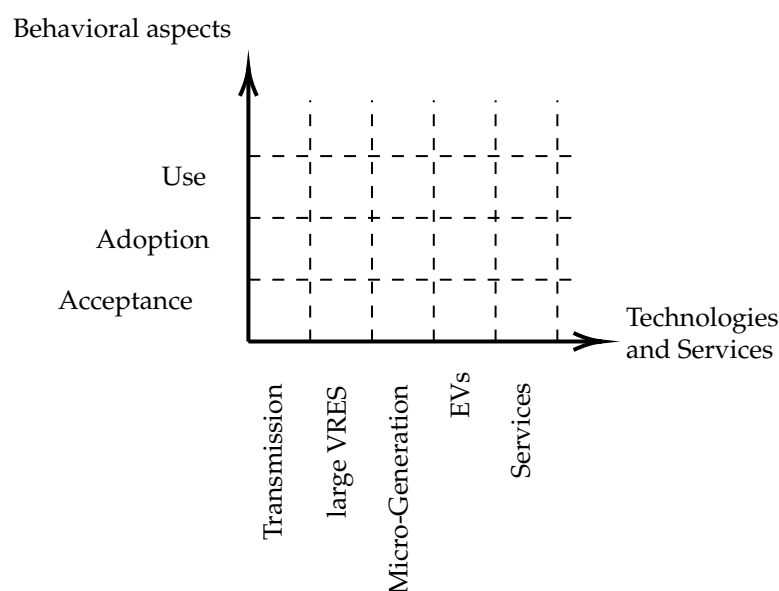 Behavioral aspects
Use
Adoption
Acceptance
Technologies
and Services
Transmission
large VRES
Micro-Generation
EVs
Services